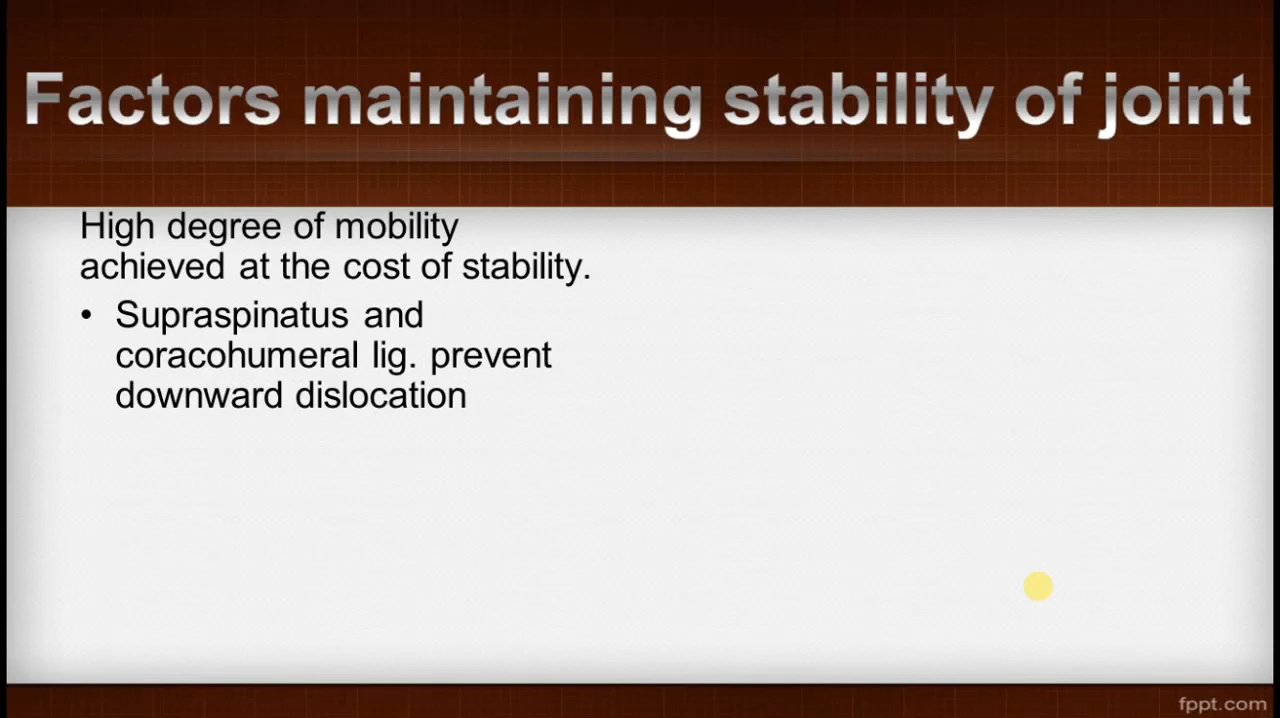 Factors maintaining stability of joint
High degree of mobility
achieved at the cost of stability.
• Supraspinatus and
coracohumeral lig. prevent
downward dislocation
fppt.com